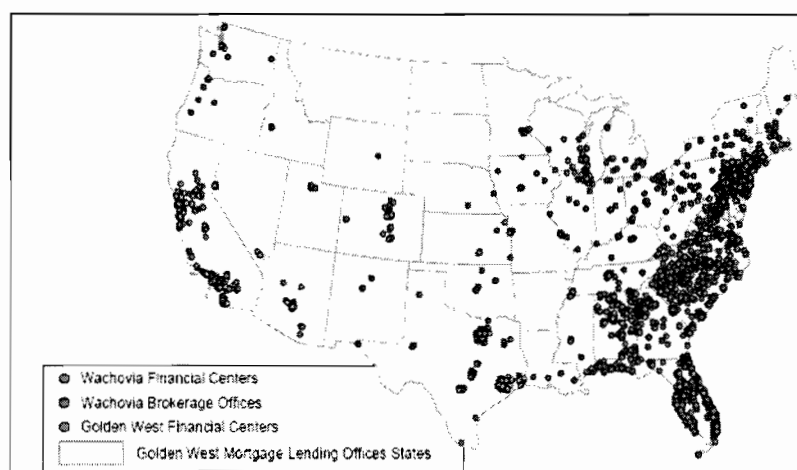 Wachovia Financial Centers
Wachovia Brokerage Offices
Golden West Financial Centers
Golden West Mortgage Lending Offices States